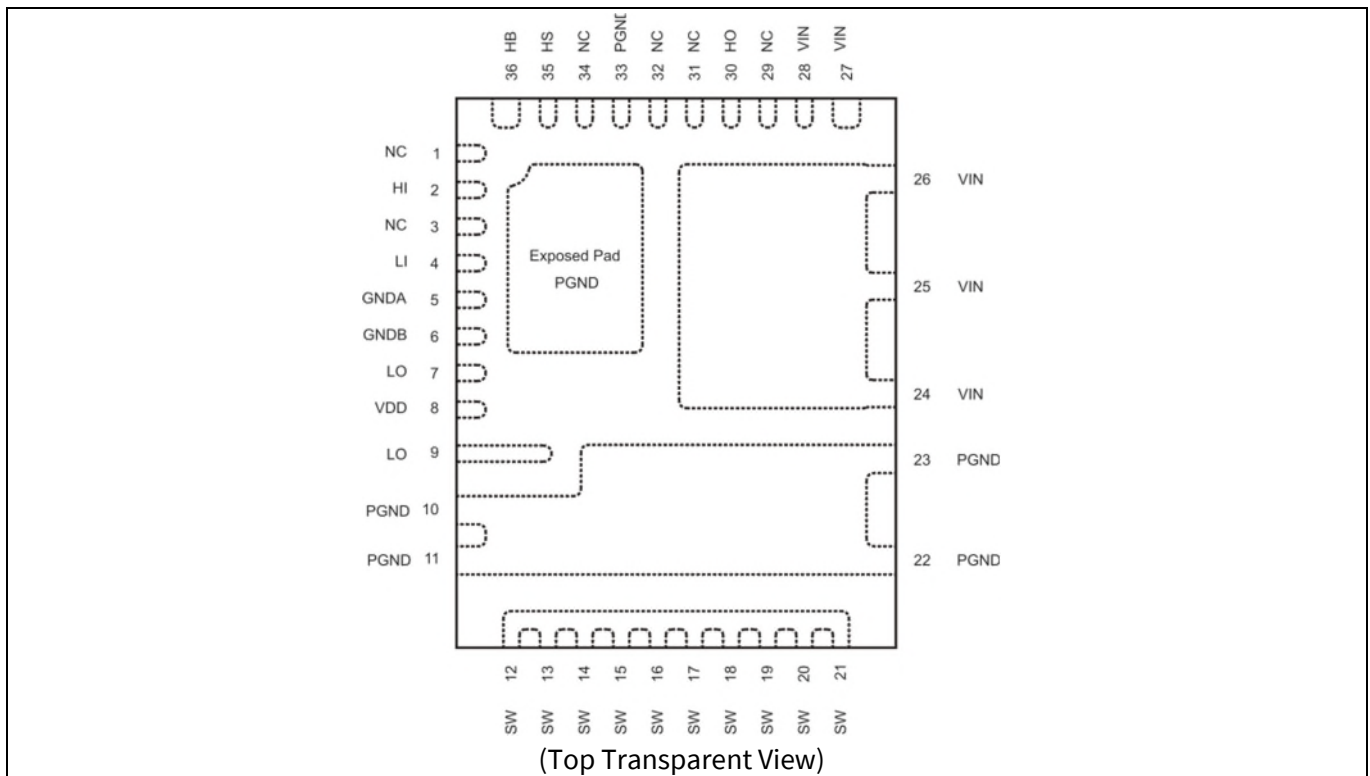 36 HB
35 HS
34 NC
33 PGND
32 NC
31 NC
30 HO
29 NC
28 VIN
27 VIN
NC 1
HI 2
NC 3
LI 4
GNDA 5
GNDB 6
LO 7
VDD 8
LO 9
PGND 10
PGND 11
Exposed Pad
PGND
26 VIN
25 VIN
24 VIN
23 PGND
22 PGND
SW 12
SW 13
SW 14
SW 15
SW 16
SW 17
SW 18
SW 19
SW 20
SW 21
(Top Transparent View)